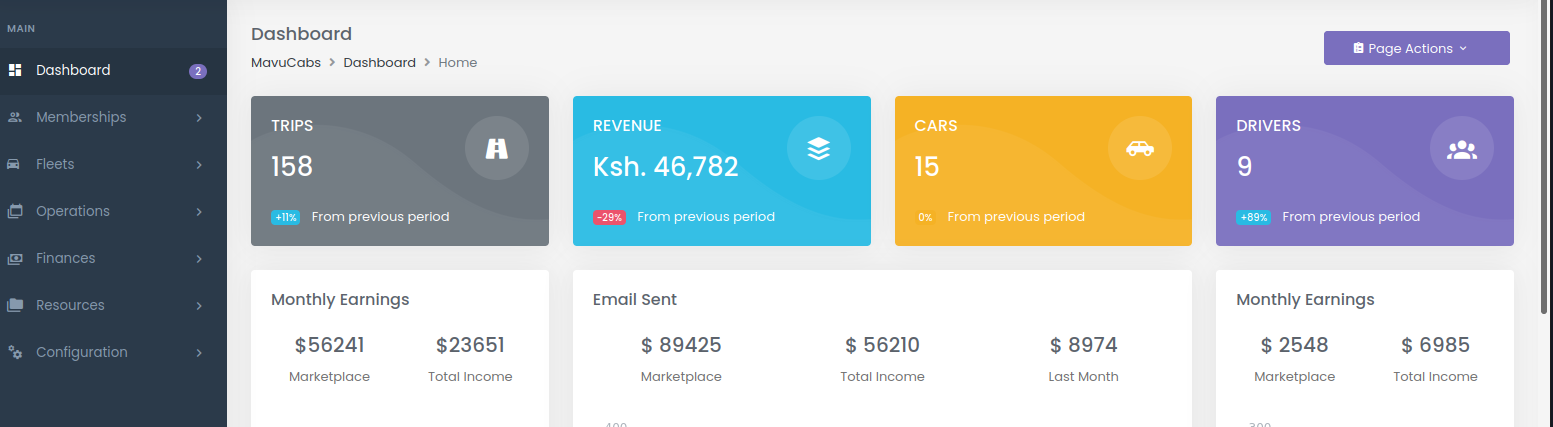 MAIN
Dashboard 2
Memberships
Fleets
Operations
Finances
Resources
Configuration
Dashboard
MavuCabs > Dashboard > Home
Page Actions
TRIPS
158
+11% From previous period
REVENUE
Ksh. 46,782
-29% From previous period
CARS
15
0% From previous period
DRIVERS
9
+89% From previous period
Monthly Earnings
$56241 $23651
Marketplace Total Income
Email Sent
$ 89425 $ 56210 $ 8974
Marketplace Total Income Last Month
400
Monthly Earnings
$ 2548 $ 6985
Marketplace Total Income
300